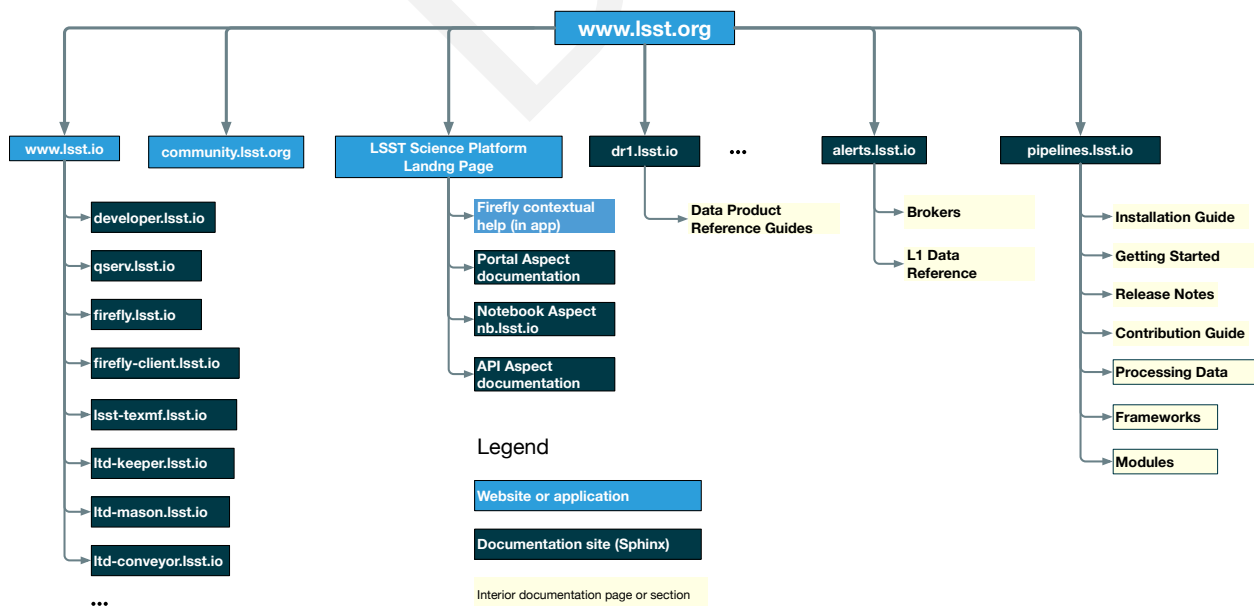 www.lsst.org
www.lsst.io
community.lsst.org
LSST Science Platform
Landng Page
dr1.lsst.io
...
alerts.lsst.io
pipelines.lsst.io
developer.lsst.io
qserv.lsst.io
firefly.lsst.io
firefly-client.lsst.io
lsst-texmf.lsst.io
ltd-keeper.lsst.io
ltd-mason.lsst.io
ltd-conveyor.lsst.io
...
Firefly contextual
help (in app)
Portal Aspect
documentation
Notebook Aspect
nb.lsst.io
API Aspect
documentation
Data Product
Reference Guides
Brokers
L1 Data
Reference
Installation Guide
Getting Started
Release Notes
Contribution Guide
Processing Data
Frameworks
Modules
Legend
Website or application
Documentation site (Sphinx)
Interior documentation page or section